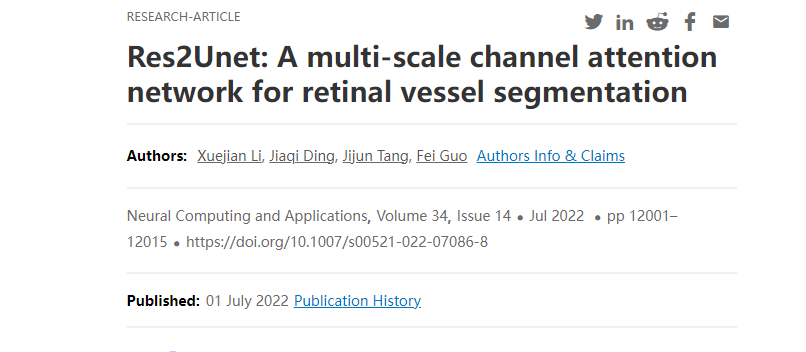 RESEARCH-ARTICLE
Res2Unet: A multi-scale channel attention
network for retinal vessel segmentation
Authors: Xuejian Li, Jiaqi Ding, Jijun Tang, Fei Guo Authors Info & Claims
Neural Computing and Applications, Volume 34, Issue 14 • Jul 2022 • pp 12001–
12015 • https://doi.org/10.1007/s00521-022-07086-8
Published: 01 July 2022 Publication History